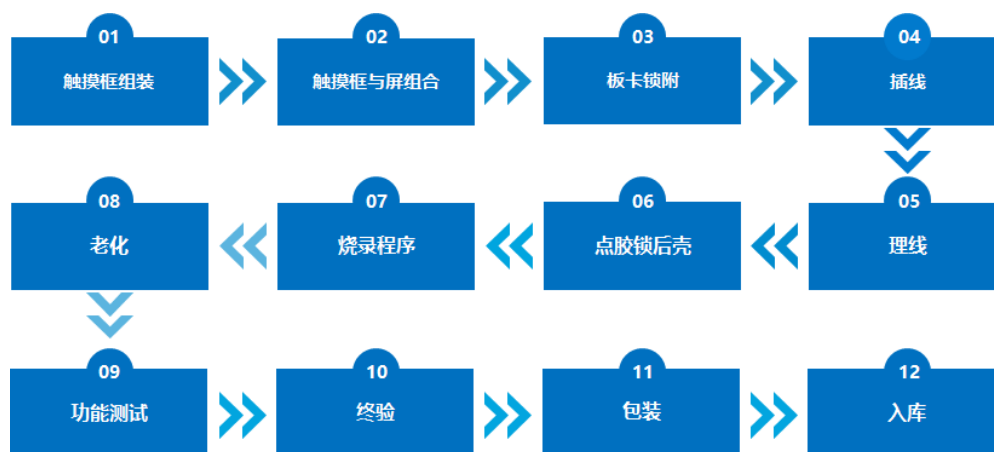 01
触摸框组装
02
触摸框与屏组合
03
板卡锁附
04
插线
05
理线
06
点胶锁后壳
07
烧录程序
08
老化
09
功能测试
10
终验
11
包装
12
入库